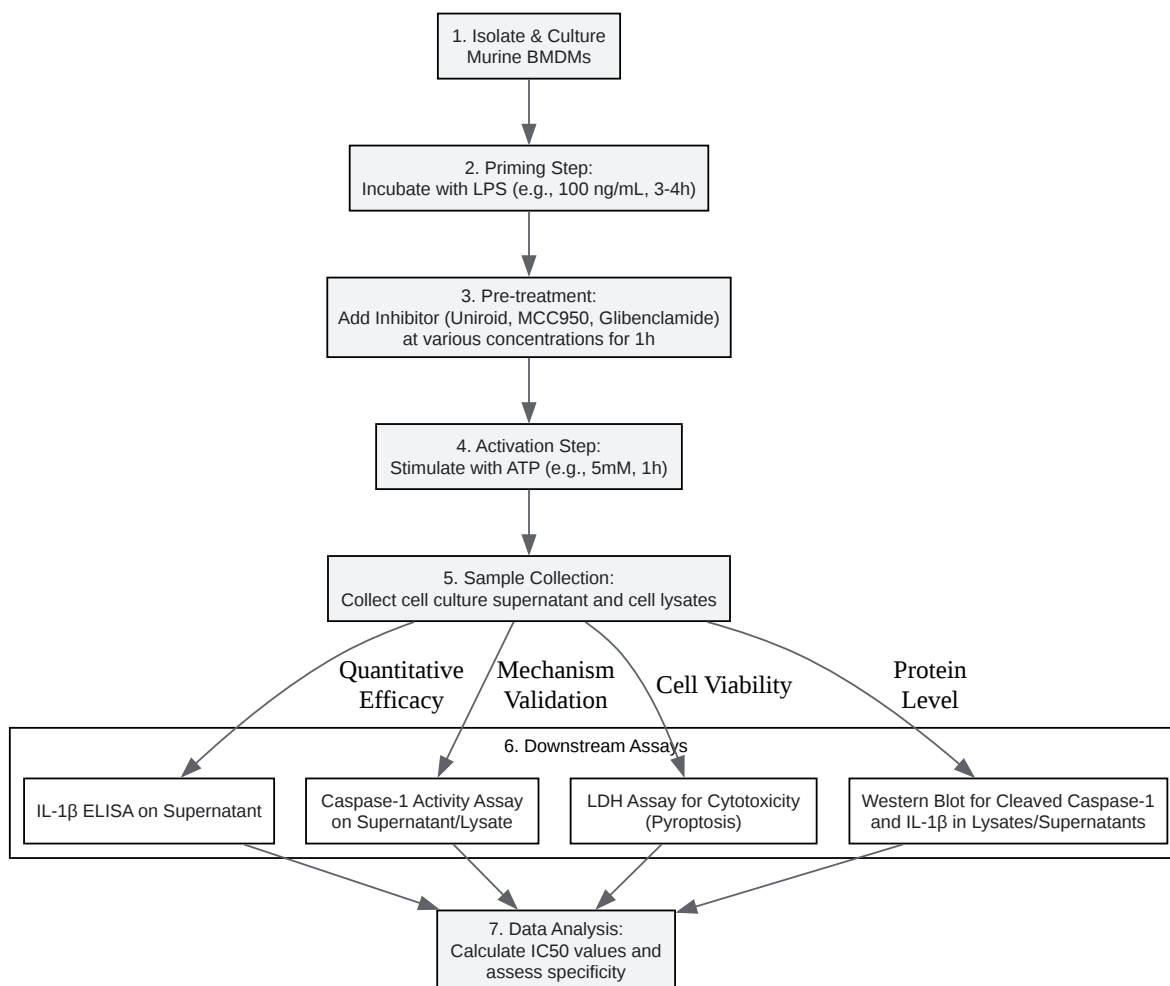 1. Isolate & Culture
Murine BMDMs
2. Priming Step:
Incubate with LPS (e.g., 100 ng/mL, 3-4h)
3. Pre-treatment:
Add Inhibitor (Uniroid, MCC950, Glibenclamide)
at various concentrations for 1h
4. Activation Step:
Stimulate with ATP (e.g., 5mM, 1h)
5. Sample Collection:
Collect cell culture supernatant and cell lysates
Quantitative
Efficacy
Mechanism
Validation
Cell Viability
Protein
Level
6. Downstream Assays
IL-1β ELISA on Supernatant
Caspase-1 Activity Assay
on Supernatant/Lysate
LDH Assay for Cytotoxicity
(Pyroptosis)
Western Blot for Cleaved Caspase-1
and IL-1β in Lysates/Supernatants
7. Data Analysis:
Calculate IC50 values and
assess specificity